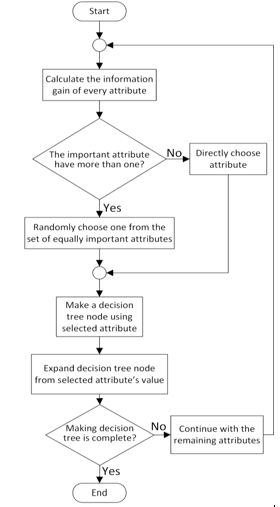 Start
Calculate the information
gain of every attribute
The important attribute
have more than one?
No
Directly choose
attribute
Yes
Randomly choose one from the
set of equally important attributes
Make a decision
tree node using
selected attribute
Expand decision tree node
from selected attribute's value
Making decision
tree is complete?
No
Continue with the
remaining attributes
Yes
End